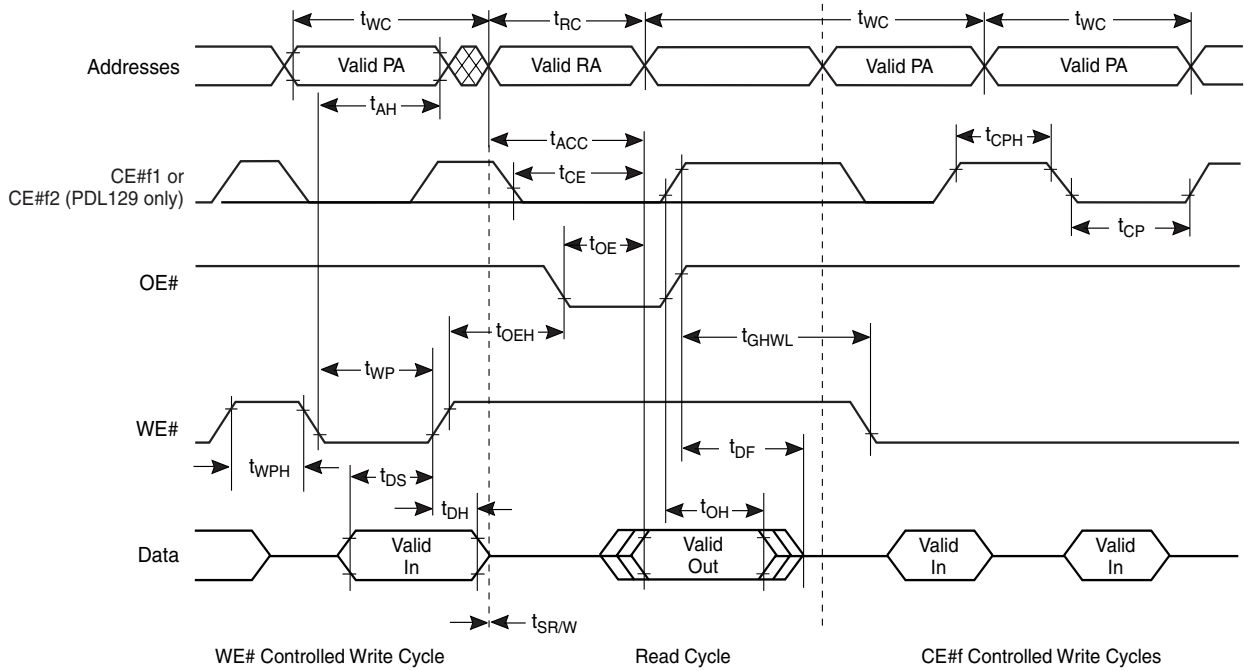 tWC tRC tWC tWC
Addresses Valid PA Valid RA Valid PA Valid PA
tAH
tACC tCPH
CE#f1 or
CE#f2 (PDL129 only)
tCE
tCP
tOE
OE#
tOEH tGHWL
tWP
WE#
tWPH tDS tDF
tDH tOH
Data Valid In Valid Out Valid In Valid In
tSR/W
WE# Controlled Write Cycle Read Cycle CE#f Controlled Write Cycles